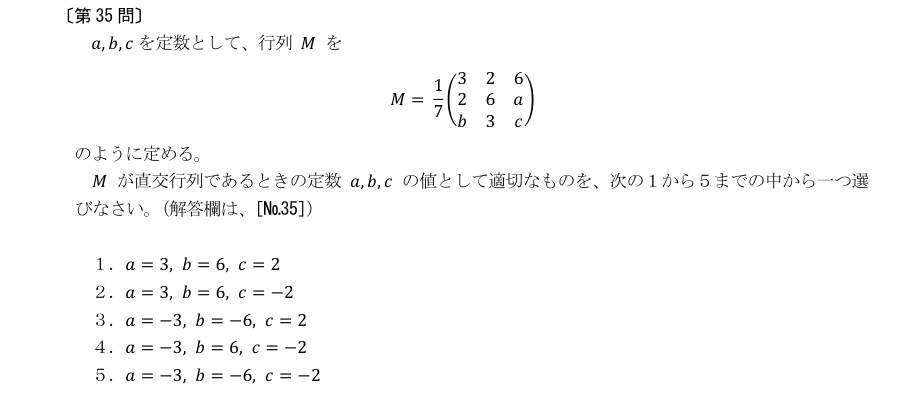 〔第 35 問〕
a, b, c を定数として、行列 M を
M = 1/7 (3 2 6
2 6 a
b 3 c)
のように定める。
M が直交行列であるときの定数 a, b, c の値として適切なものを、次の１から５までの中から一つ選
びなさい。(解答欄は、[№35])
１．a = 3, b = 6, c = 2
２．a = 3, b = 6, c = −2
３．a = −3, b = −6, c = 2
４．a = −3, b = 6, c = −2
５．a = −3, b = −6, c = −2